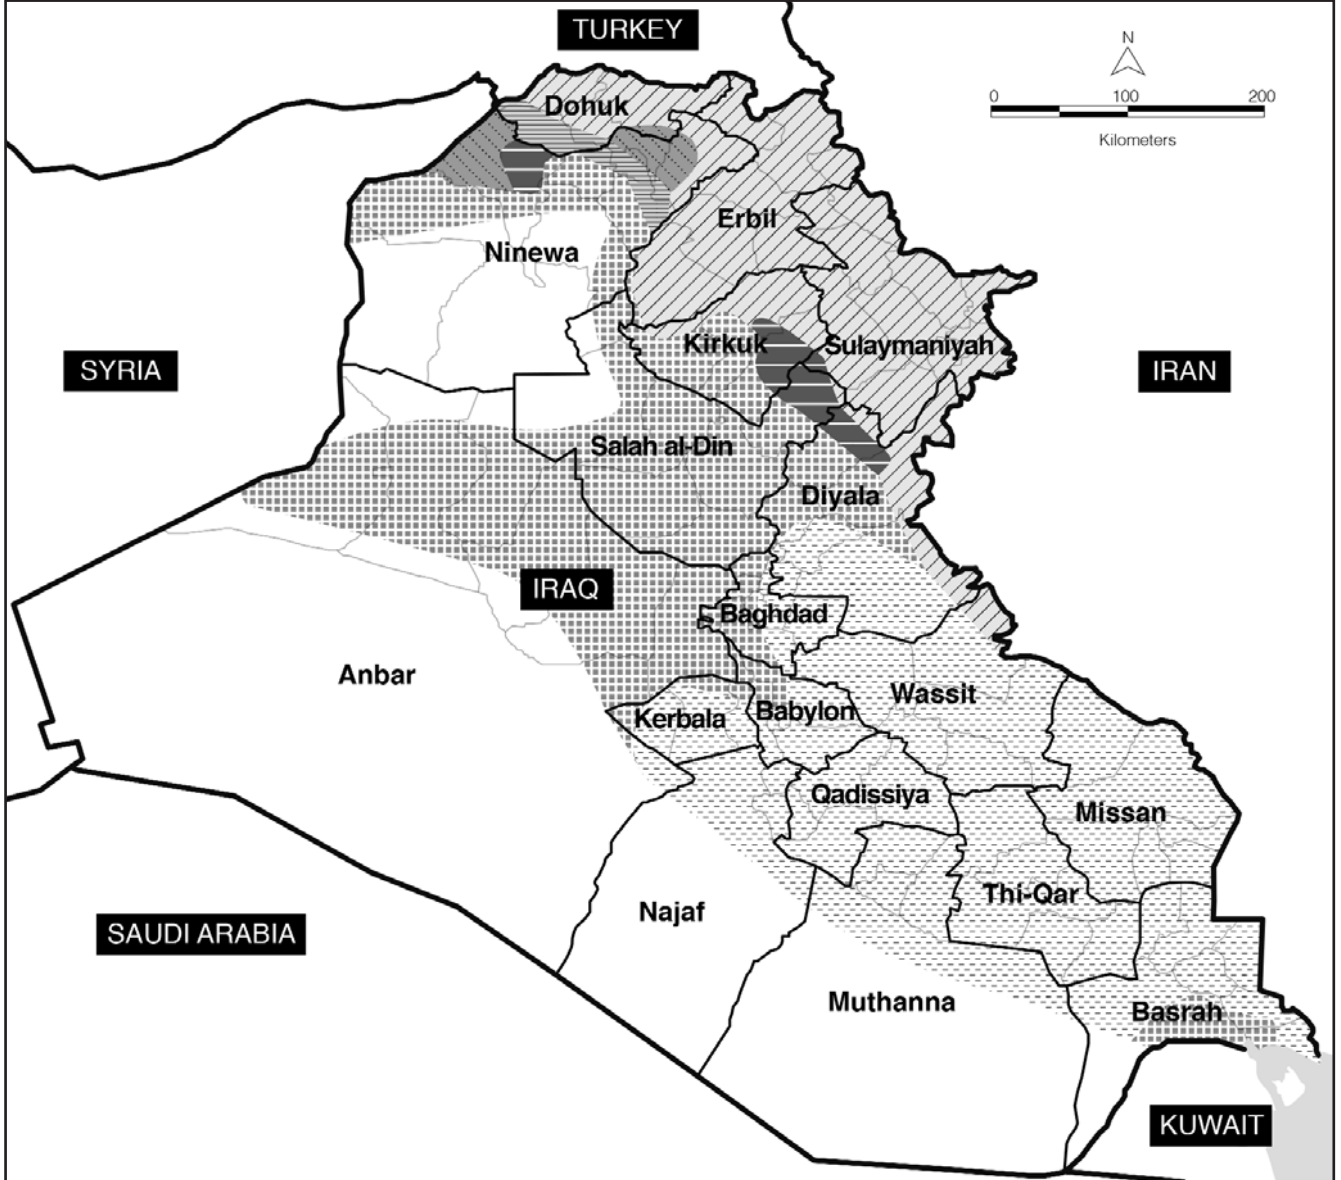 TURKEY
N
0 100 200
Kilometers
Dohuk
Erbil
Ninewa
Kirkuk
Sulaymaniyah
SYRIA
IRAN
Salah al-Din
Diyala
IRAQ
Baghdad
Anbar
Wassit
Kerbala
Babylon
Qadissiya
Missan
Thi-Qar
Najaf
SAUDI ARABIA
Muthanna
Basrah
KUWAIT